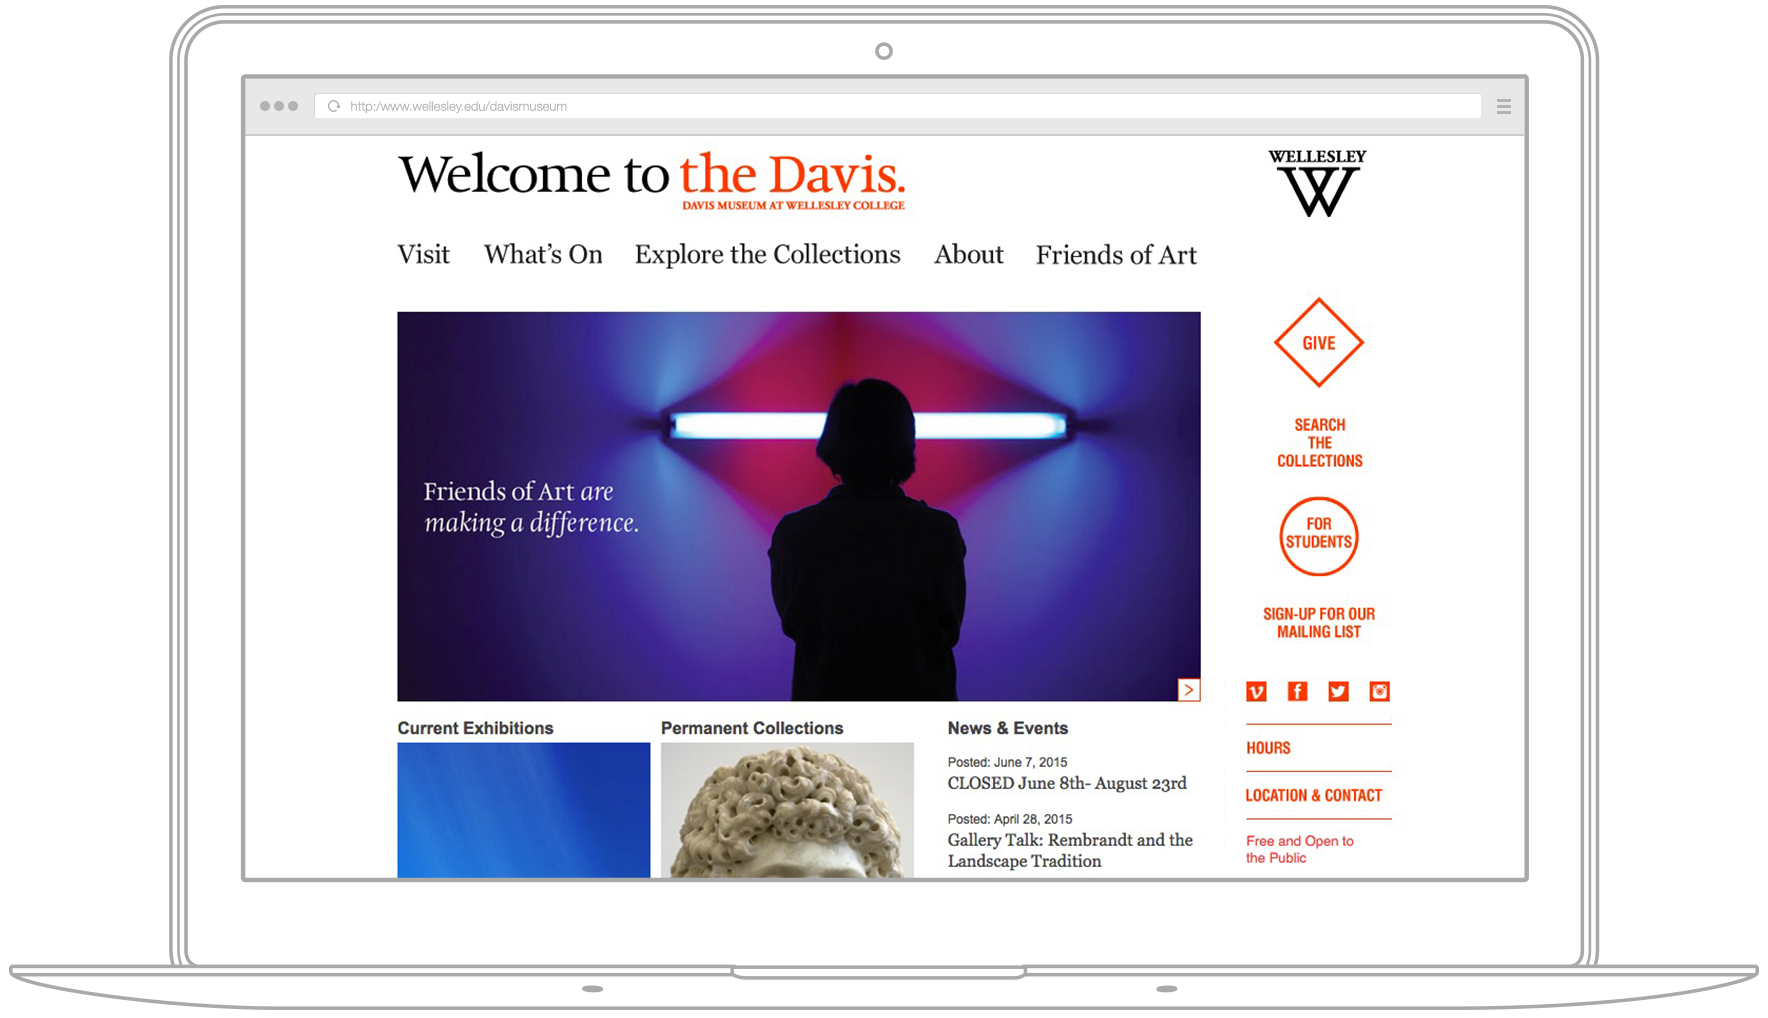 http:/www.wellesley.edu/davismuseum
Welcome to the Davis.
DAVIS MUSEUM AT WELLESLEY COLLEGE
WELLESLEY
W
Visit
What's On
Explore the Collections
About
Friends of Art
Friends of Art are
making a difference.
GIVE
SEARCH
THE
COLLECTIONS
FOR
STUDENTS
SIGN-UP FOR OUR
MAILING LIST
HOURS
LOCATION & CONTACT
Free and Open to
the Public
Current Exhibitions
Permanent Collections
News & Events
Posted: June 7, 2015
CLOSED June 8th- August 23rd
Posted: April 28, 2015
Gallery Talk: Rembrandt and the
Landscape Tradition